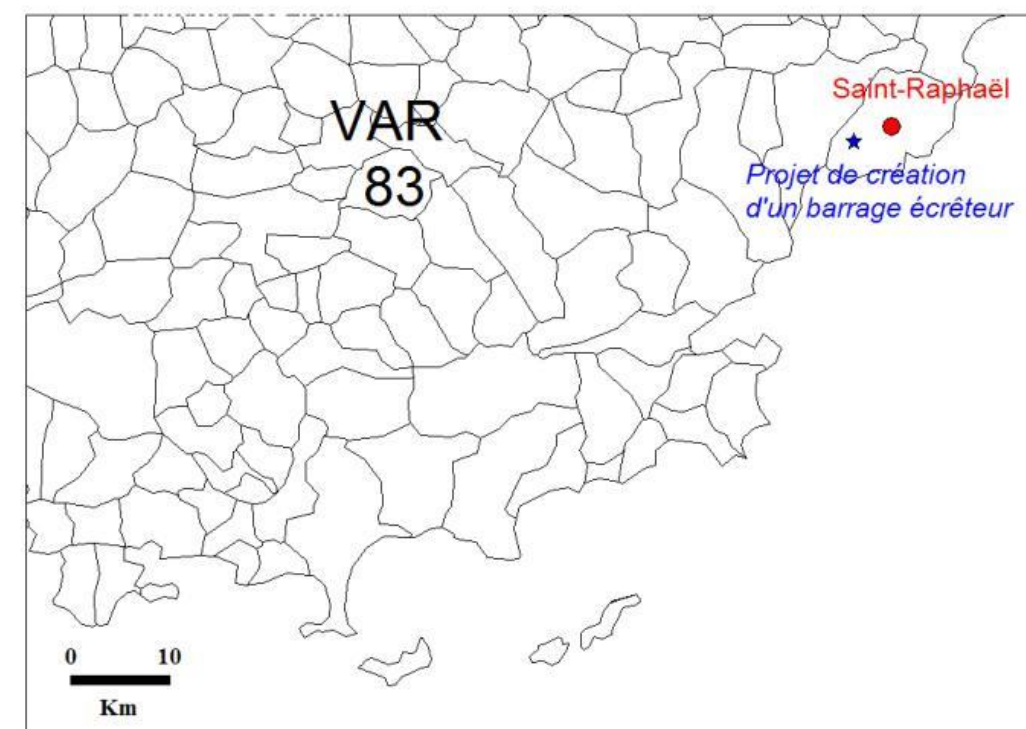 VAR
83
Saint-Raphaël
Projet de création
d'un barrage écrêteur
0 10
Km